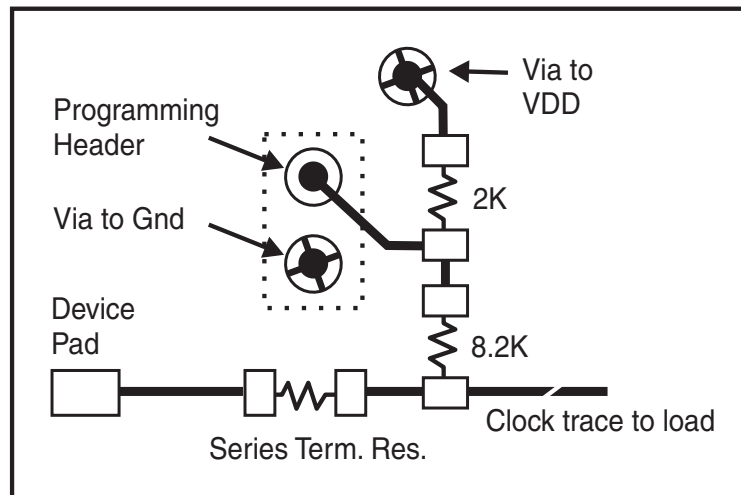 Via to
VDD
Programming
Header
2K
Via to Gnd
Device
Pad
8.2K
Clock trace to load
Series Term. Res.